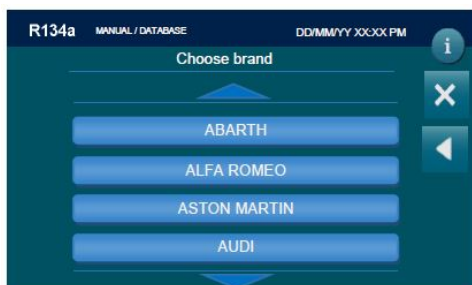 R134a MANUAL / DATABASE DD/MM/YY XX:XX PM
i
Choose brand
ABARTH
ALFA ROMEO
ASTON MARTIN
AUDI